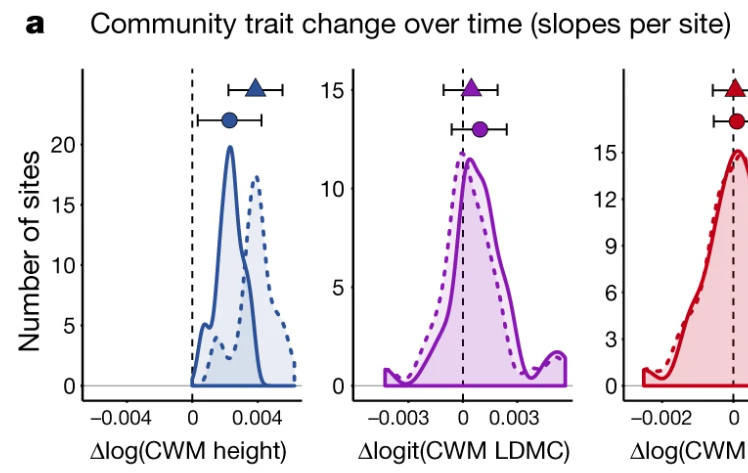 a Community trait change over time (slopes per site)
Number of sites
20
15
10
5
0
−0.004 0 0.004
Δlog(CWM height)
15
10
5
0
−0.003 0 0.003
Δlogit(CWM LDMC)
15
12
9
6
3
0
−0.002 0
Δlog(CWM